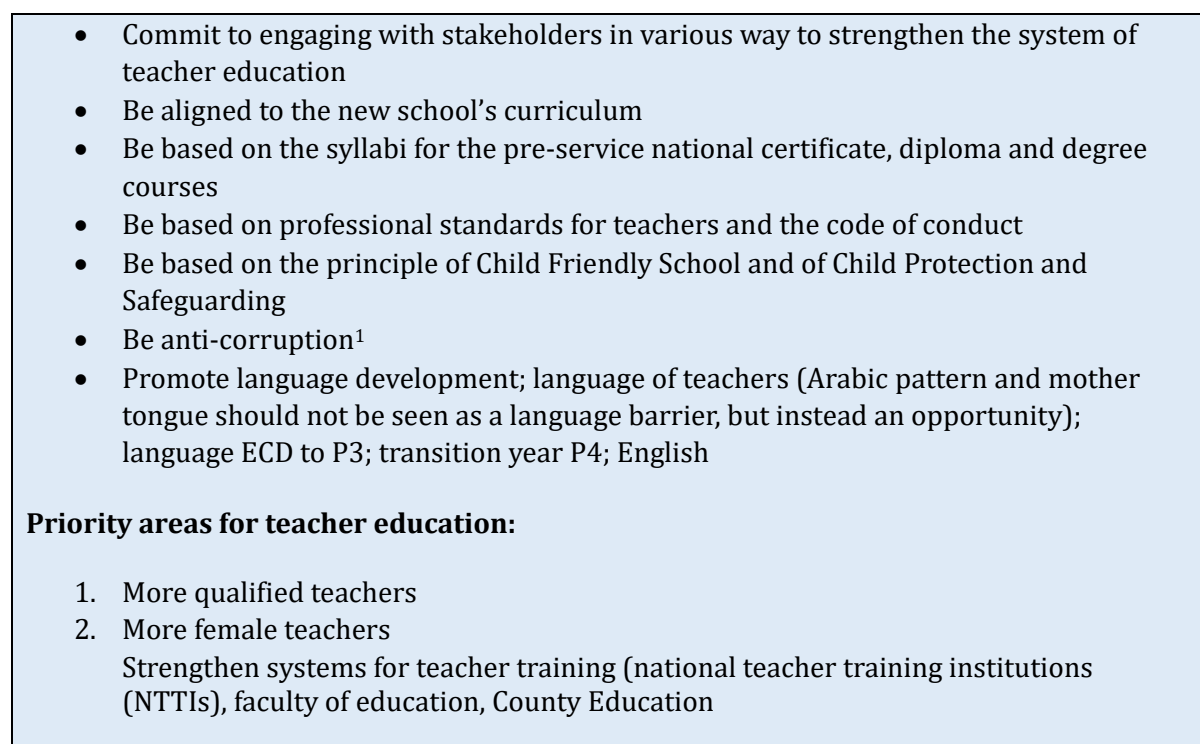 • Commit to engaging with stakeholders in various way to strengthen the system of
teacher education
• Be aligned to the new school’s curriculum
• Be based on the syllabi for the pre-service national certificate, diploma and degree
courses
• Be based on professional standards for teachers and the code of conduct
• Be based on the principle of Child Friendly School and of Child Protection and
Safeguarding
• Be anti-corruption¹
• Promote language development; language of teachers (Arabic pattern and mother
tongue should not be seen as a language barrier, but instead an opportunity);
language ECD to P3; transition year P4; English
Priority areas for teacher education:
1. More qualified teachers
2. More female teachers
Strengthen systems for teacher training (national teacher training institutions
(NTTIs), faculty of education, County Education